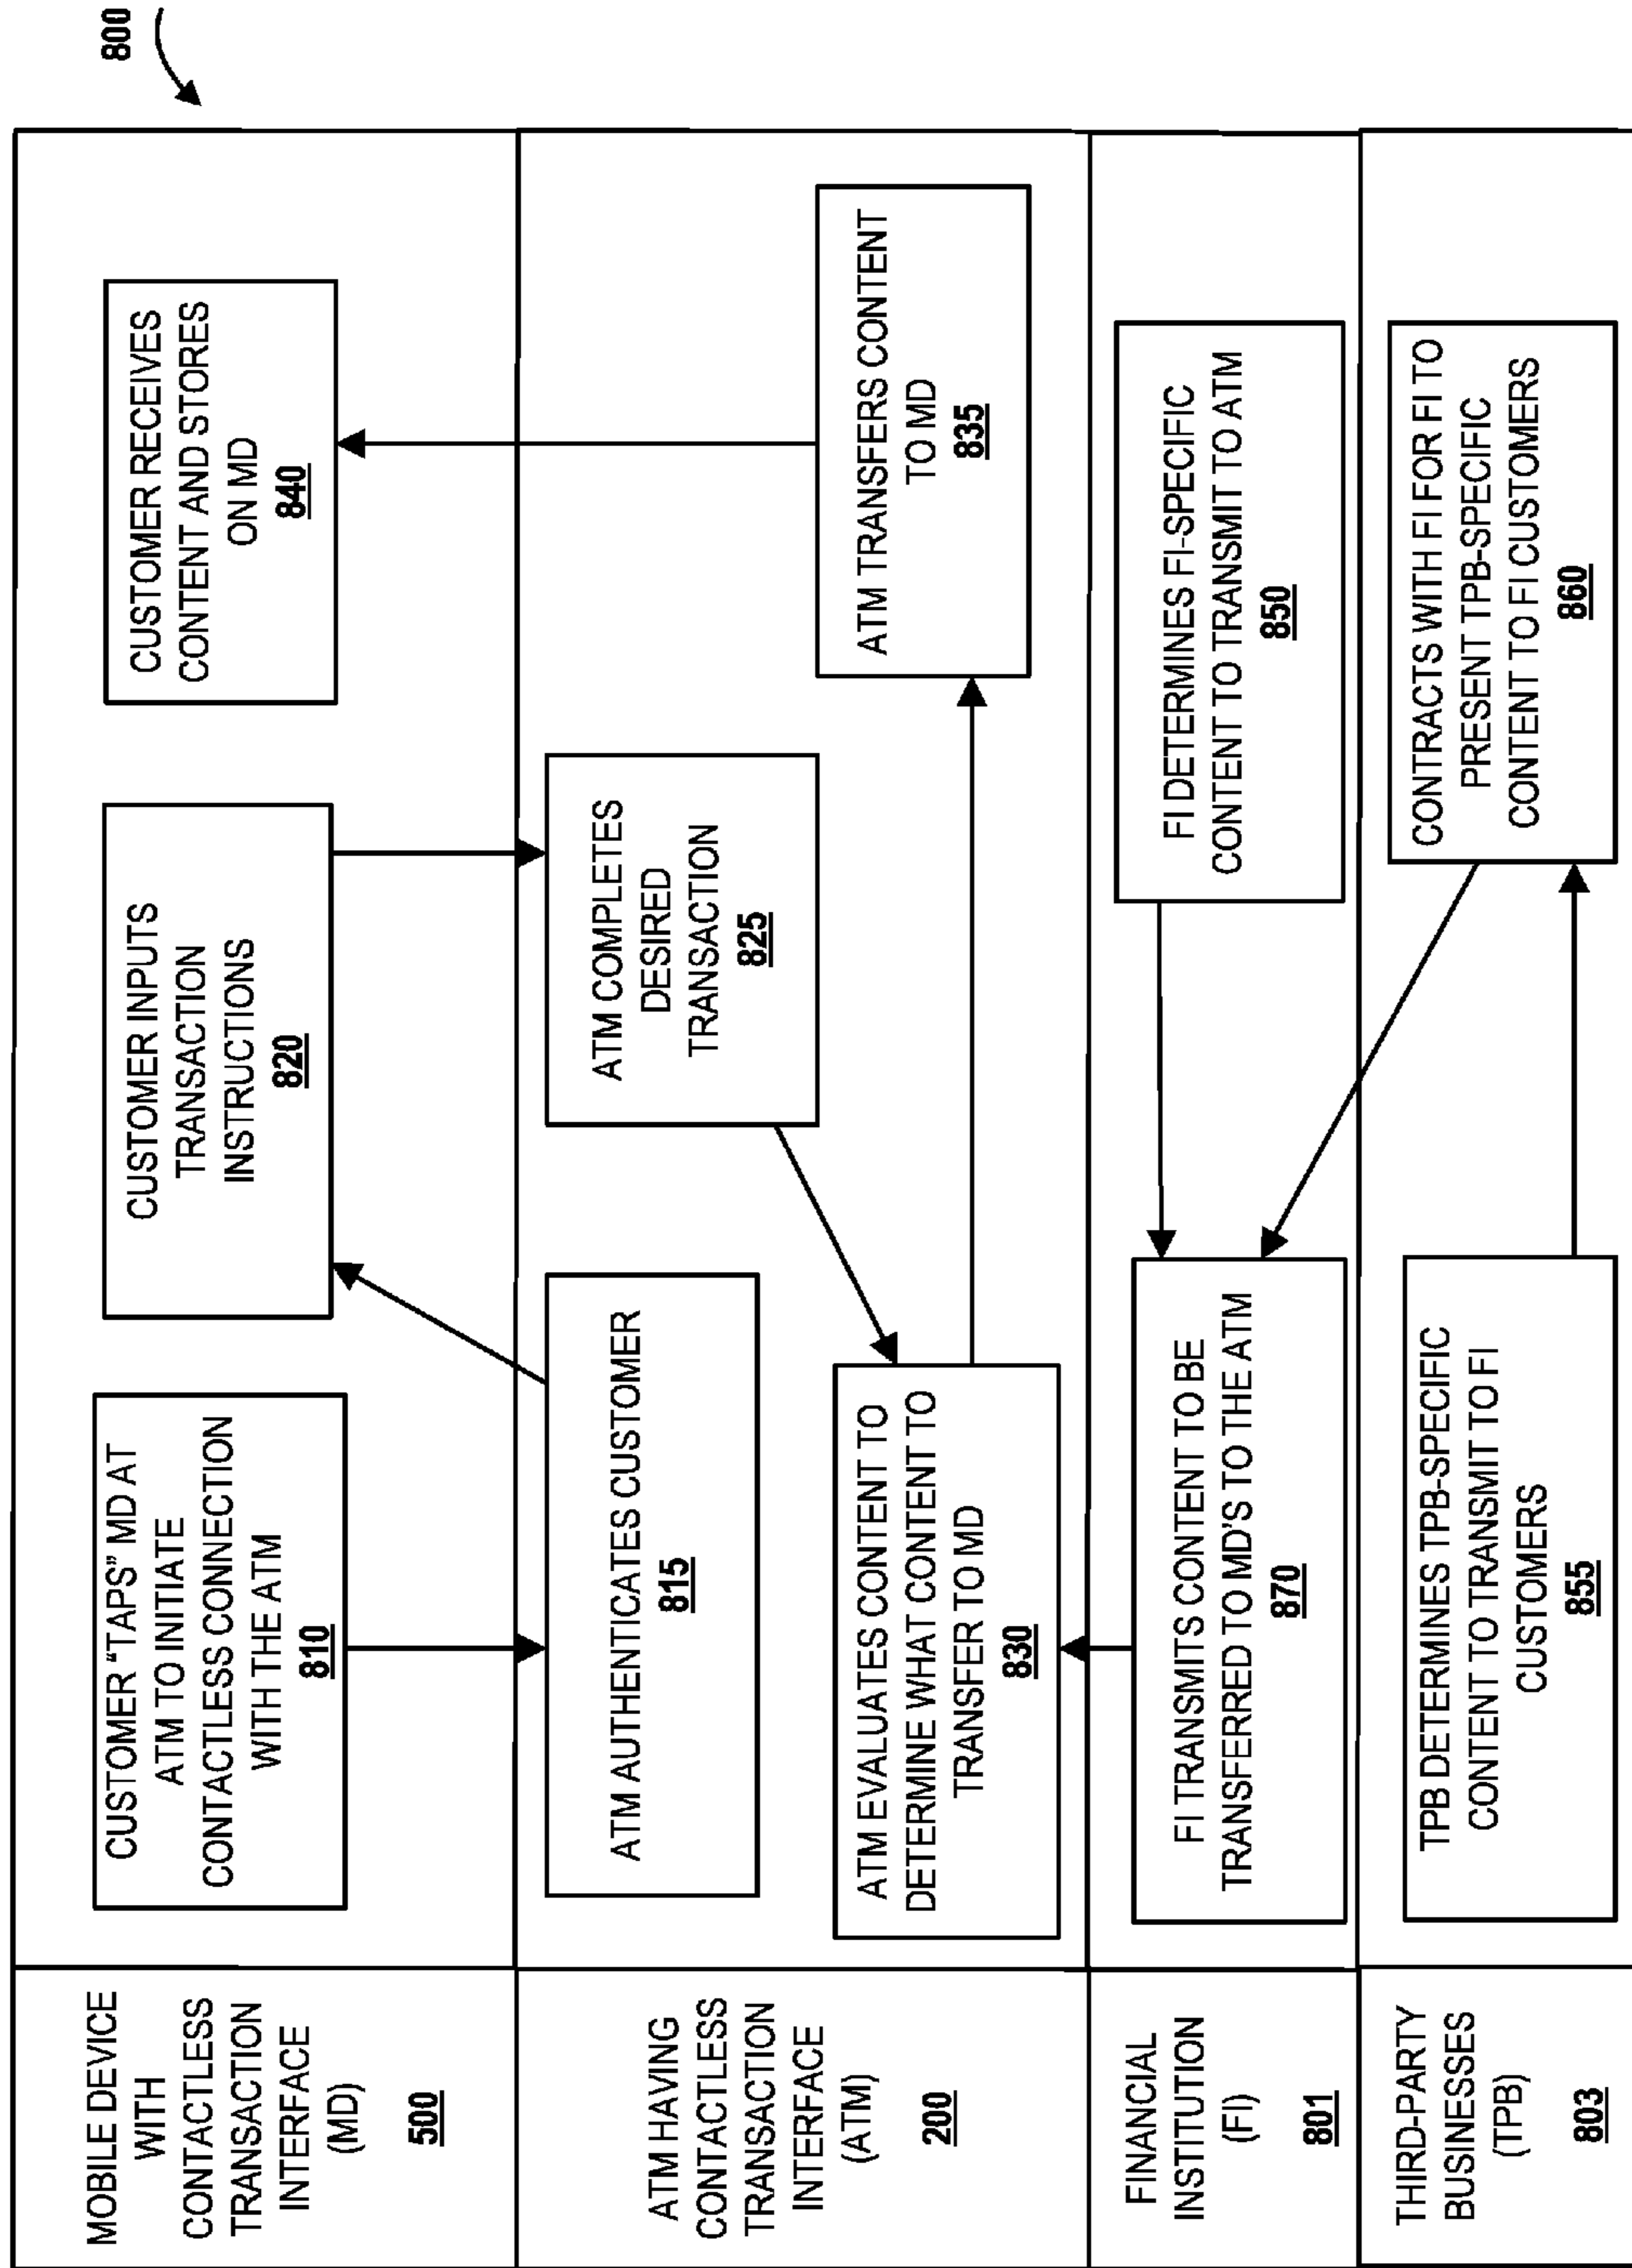 800
MOBILE DEVICE
WITH
CONTACTLESS
TRANSACTION
INTERFACE
(MD)
500
CUSTOMER "TAPS" MD AT
ATM TO INITIATE
CONTACTLESS CONNECTION
WITH THE ATM
810
CUSTOMER INPUTS
TRANSACTION
INSTRUCTIONS
820
CUSTOMER RECEIVES
CONTENT AND STORES
ON MD
840
ATM HAVING
CONTACTLESS
TRANSACTION
INTERFACE
(ATM)
200
ATM AUTHENTICATES CUSTOMER
815
ATM COMPLETES
DESIRED
TRANSACTION
825
ATM EVALUATES CONTENT TO
DETERMINE WHAT CONTENT TO
TRANSFER TO MD
830
ATM TRANSFERS CONTENT
TO MD
835
FINANCIAL
INSTITUTION
(FI)
801
FI TRANSMITS CONTENT TO BE
TRANSFERRED TO MD'S TO THE ATM
870
FI DETERMINES FI-SPECIFIC
CONTENT TO TRANSMIT TO ATM
850
THIRD-PARTY
BUSINESSES
(TPB)
803
TPB DETERMINES TPB-SPECIFIC
CONTENT TO TRANSMIT TO FI
CUSTOMERS
855
CONTRACTS WITH FI FOR FI TO
PRESENT TPB-SPECIFIC
CONTENT TO FI CUSTOMERS
860